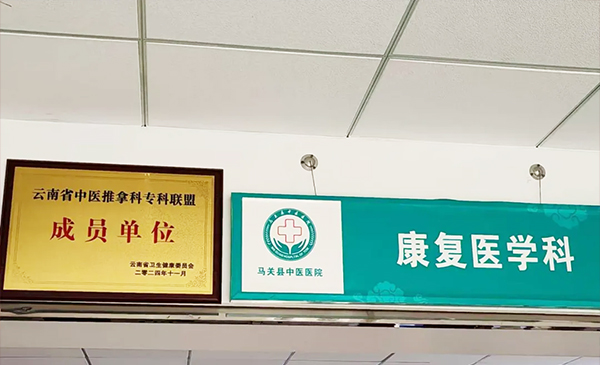 云南省中医推拿科专科联盟
成员单位
云南省卫生健康委员会
二零二四年十一月
马关县中医医院
康复医学科